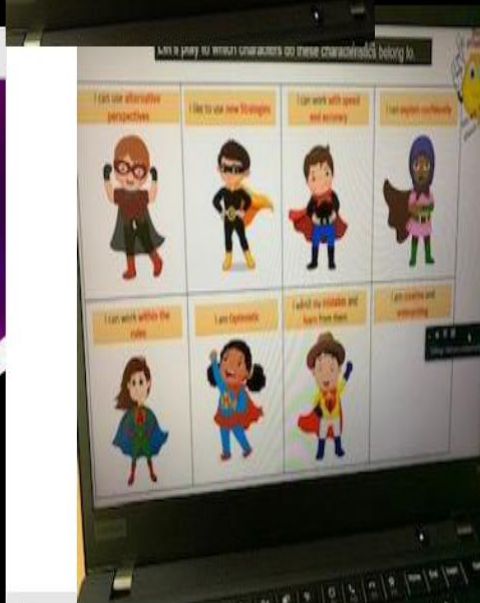 Let's play to which characters do these characteristics belong to.
I can use alternative
perspectives
I like to use new Strategies
I can work with speed
and accuracy
I can explain confidently
I can work within the
rules
I am Optimistic
I admit my mistakes and
learn from them
I am creative and